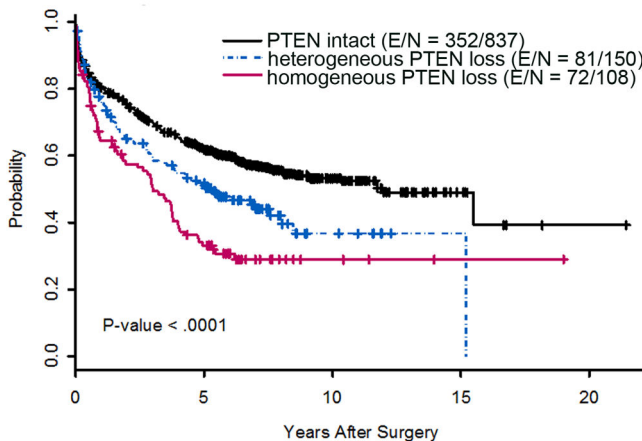 PTEN intact (E/N = 352/837)
heterogeneous PTEN loss (E/N = 81/150)
homogeneous PTEN loss (E/N = 72/108)
1.0
0.8
0.6
0.4
0.2
0.0
Probability
P-value < .0001
0 5 10 15 20
Years After Surgery